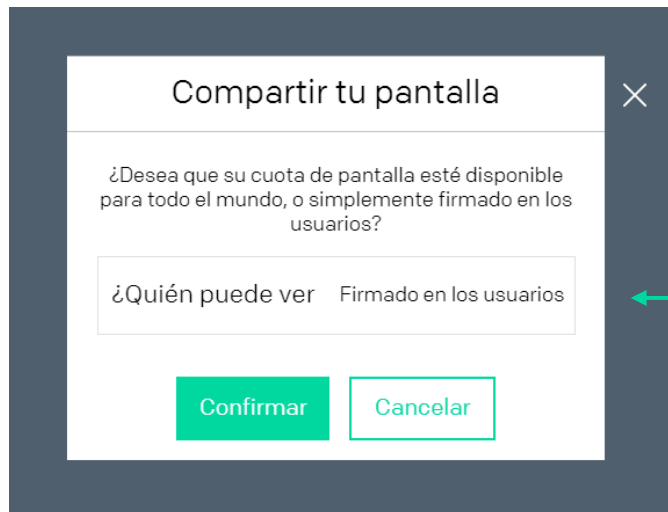 Compartir tu pantalla
¿Desea que su cuota de pantalla esté disponible
para todo el mundo, o simplemente firmado en los
usuarios?
¿Quién puede ver Firmado en los usuarios
Confirmar Cancelar